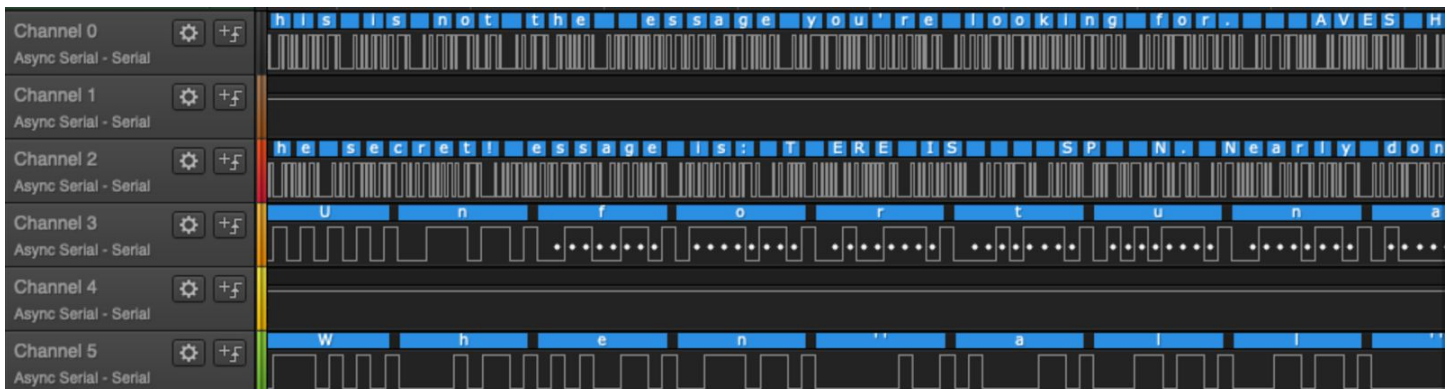 Channel 0
Async Serial - Serial
h i s i s n o t t h e e s s a g e y o u ' r e l o o k i n g f o r . A V E S H
Channel 1
Async Serial - Serial
Channel 2
Async Serial - Serial
h e s e c r e t ! e s s a g e i s : T E R E I S S P N . N e a r l y d o n
Channel 3
Async Serial - Serial
U n f o r t u n a
Channel 4
Async Serial - Serial
Channel 5
Async Serial - Serial
W h e n ' ' a l l ' '